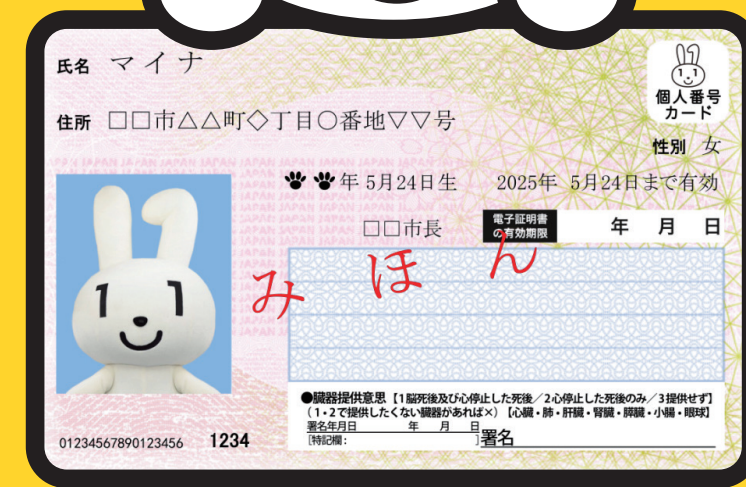 氏名 マイナ
個人番号
カード
住所 □□市△△町◇丁目○番地▽▽号
性別 女
年 5月24日生 2025年 5月24日まで有効
□□市長 電子証明書
の有効期限 年 月 日
みほん
●臓器提供意思【1脳死後及び心停止した死後／2心停止した死後のみ／3提供せず】
(1・2で提供したくない臓器があれば×)【心臓・肺・肝臓・腎臓・膵臓・小腸・眼球】
署名年月日 年 月 日
[特記欄: ]署名
01234567890123456 1234
JAPAN JAPAN JAPAN JAPAN JAPAN